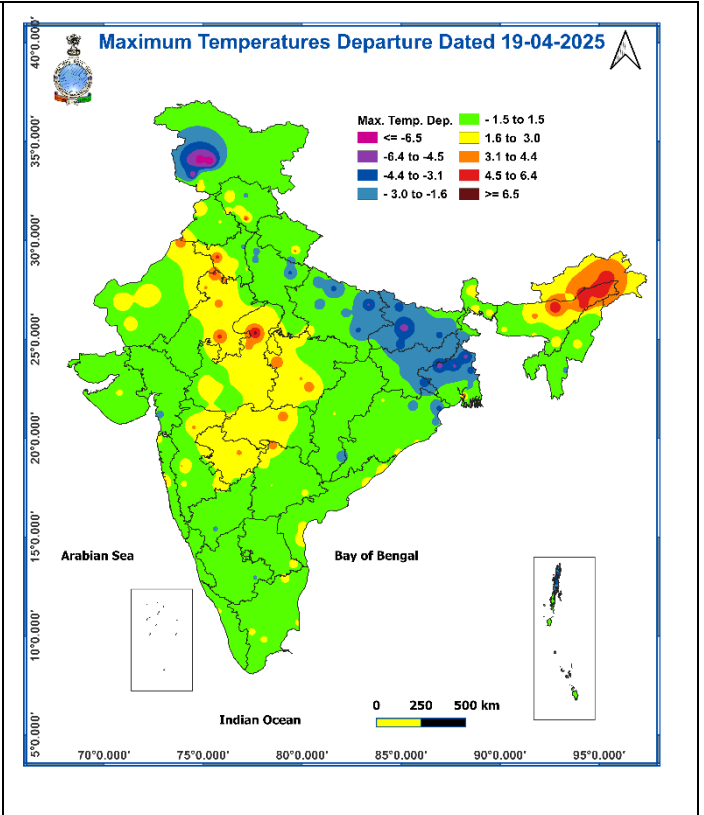 Maximum Temperatures Departure Dated 19-04-2025
Max. Temp. Dep.
<= -6.5
-6.4 to -4.5
-4.4 to -3.1
- 3.0 to -1.6
- 1.5 to 1.5
1.6 to 3.0
3.1 to 4.4
4.5 to 6.4
>= 6.5
40°0.000'
35°0.000'
30°0.000'
25°0.000'
20°0.000'
15°0.000'
10°0.000'
5°0.000'
Arabian Sea
Bay of Bengal
Indian Ocean
0 250 500 km
70°0.000' 75°0.000' 80°0.000' 85°0.000' 90°0.000' 95°0.000'